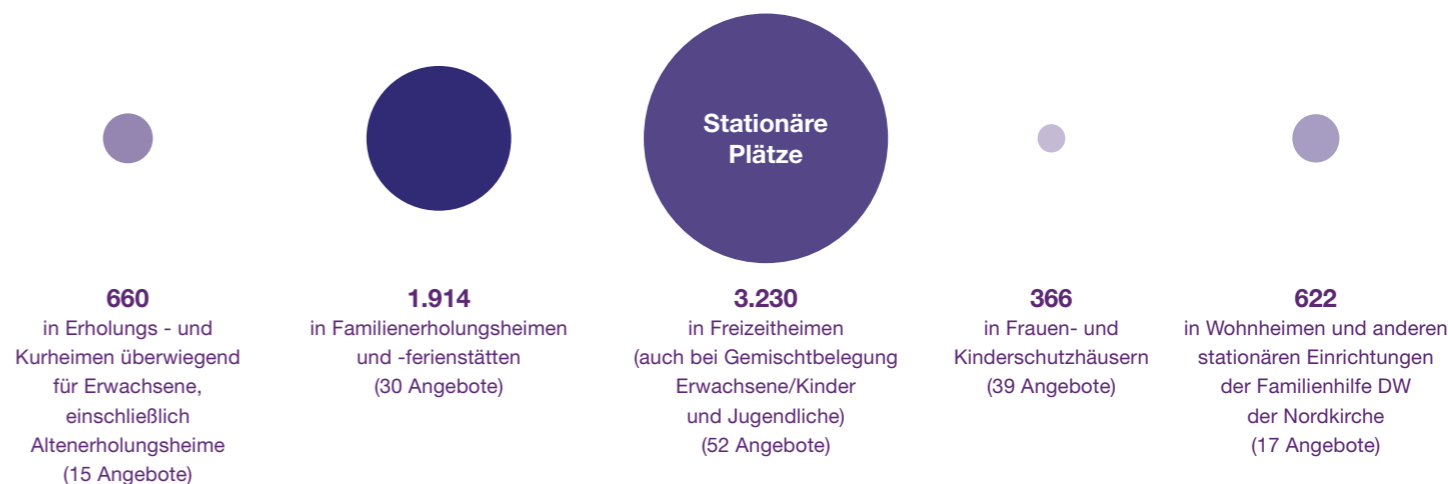 Stationäre
Plätze
660
in Erholungs - und
Kurheimen überwiegend
für Erwachsene,
einschließlich
Altenerholungsheime
(15 Angebote)
1.914
in Familienerholungsheimen
und -ferienstätten
(30 Angebote)
3.230
in Freizeitheimen
(auch bei Gemischtbelegung
Erwachsene/Kinder
und Jugendliche)
(52 Angebote)
366
in Frauen- und
Kinderschutzhäusern
(39 Angebote)
622
in Wohnheimen und anderen
stationären Einrichtungen
der Familienhilfe DW
der Nordkirche
(17 Angebote)